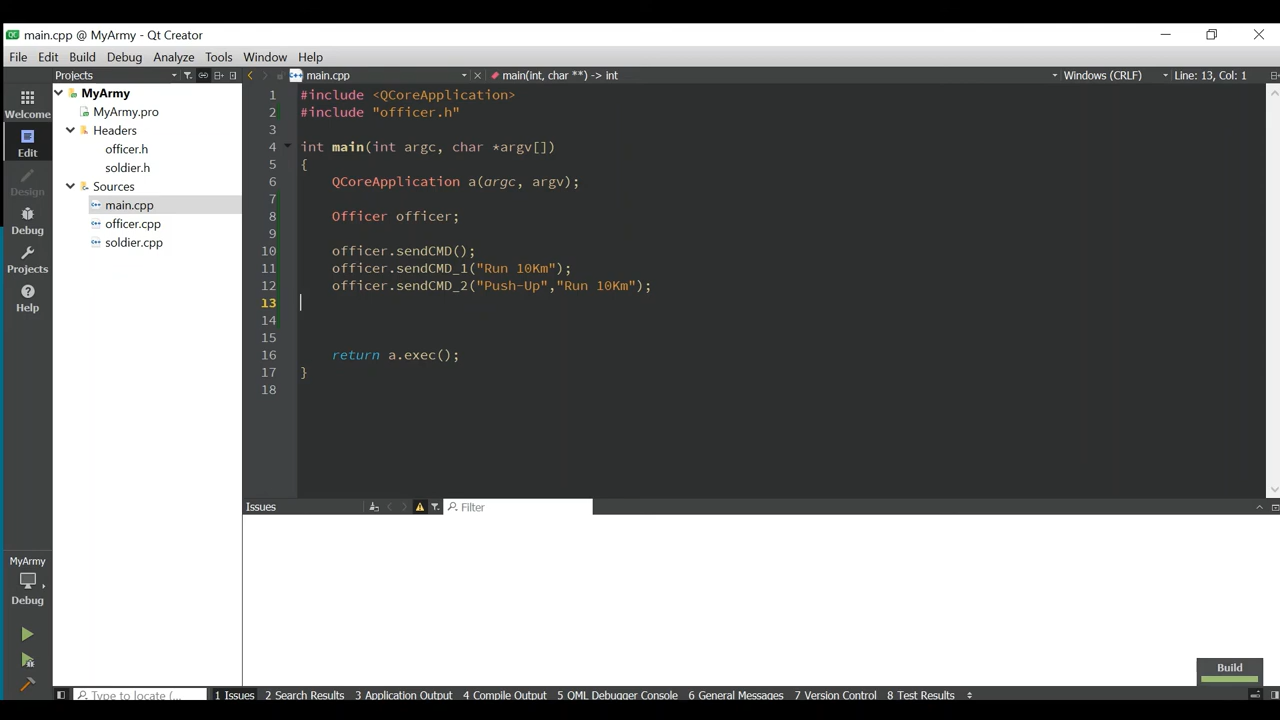 main.cpp @ MyArmy - Qt Creator
File Edit Build Debug Analyze Tools Window Help
Projects main.cpp main(int, char **) -> int Windows (CRLF) Line: 13, Col: 1
Welcome
Edit
Design
Debug
Projects
Help
MyArmy
Debug
MyArmy
MyArmy.pro
Headers
officer.h
soldier.h
Sources
main.cpp
officer.cpp
soldier.cpp
1 #include <QCoreApplication>
2 #include "officer.h"
3
4 int main(int argc, char *argv[])
5 {
6 QCoreApplication a(argc, argv);
7
8 Officer officer;
9
10 officer.sendCMD();
11 officer.sendCMD_1("Run 10Km");
12 officer.sendCMD_2("Push-Up","Run 10Km");
13
14
15
16 return a.exec();
17 }
18
Issues Filter
Build
Type to locate (... 1 Issues 2 Search Results 3 Application Output 4 Compile Output 5 QML Debugger Console 6 General Messages 7 Version Control 8 Test Results